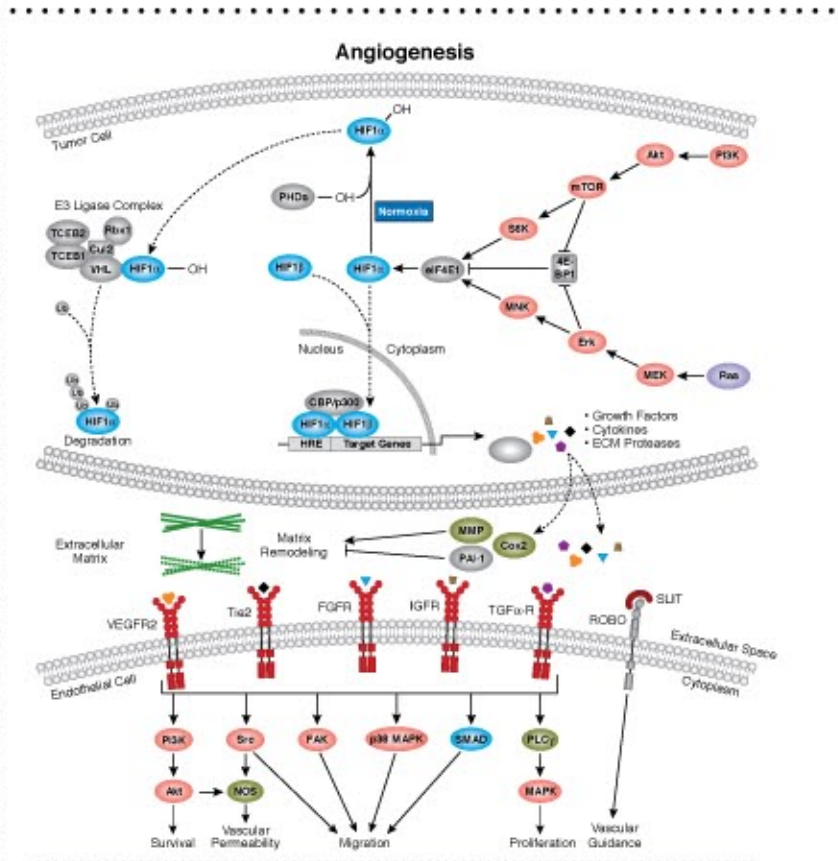 Angiogenesis
Tumor Cell
OH
HIF1α
Akt
PI3K
mTOR
E3 Ligase Complex
PHDs
OH
Normoxia
TCEB2
Rbx1
S6K
Cul2
TCEB1
VHL
HIF1α
OH
HIF1β
HIF1α
eIF4E1
4E-
BP1
Ub
MNK
Erk
Nucleus
Cytoplasm
MEK
Ras
Ub
Ub
Ub
Ub
CBP/p300
HIF1α
HIF1α
HIF1β
Degradation
HRE
Target Genes
• Growth Factors
• Cytokines
• ECM Proteases
Extracellular
Matrix
Matrix
Remodeling
MMP
Cox2
PAI-1
VEGFR2
Tie2
FGFR
IGFR
TGFα-R
ROBO
SLIT
Extracellular Space
Endothelial Cell
Cytoplasm
PI3K
Src
FAK
p38 MAPK
SMAD
PLCγ
Akt
NOS
MAPK
Survival
Vascular
Permeability
Migration
Proliferation
Vascular
Guidance